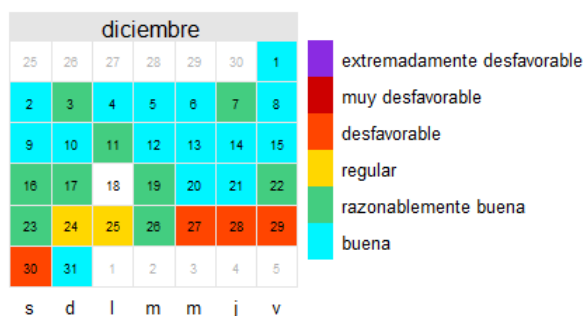 diciembre
25 26 27 28 29 30 1
2 3 4 5 6 7 8
9 10 11 12 13 14 15
16 17 18 19 20 21 22
23 24 25 26 27 28 29
30 31 1 2 3 4 5
s d l m m j v
extremadamente desfavorable
muy desfavorable
desfavorable
regular
razonablemente buena
buena